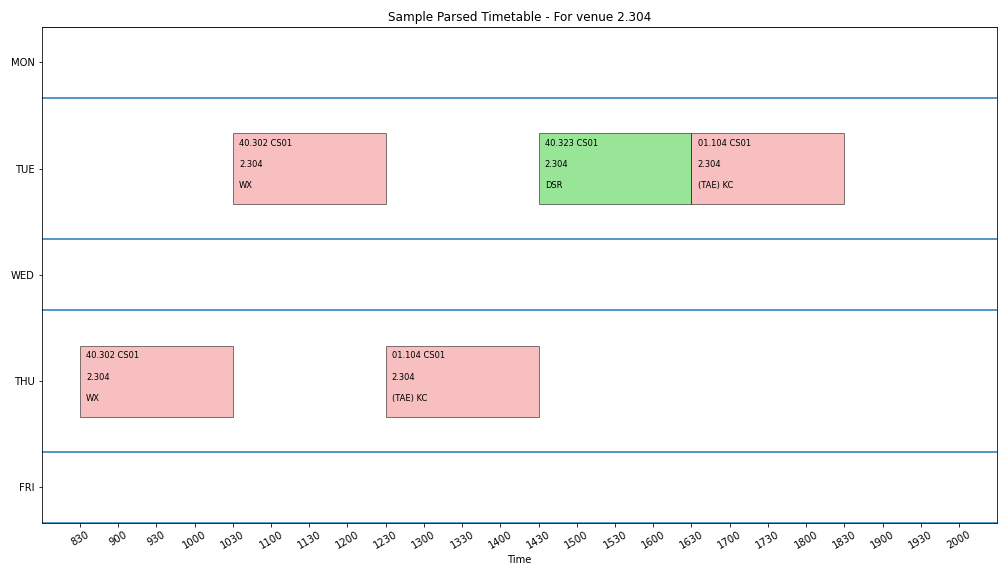 Sample Parsed Timetable - For venue 2.304
MON
TUE
40.302 CS01
2.304
WX
40.323 CS01
2.304
DSR
01.104 CS01
2.304
(TAE) KC
WED
THU
40.302 CS01
2.304
WX
01.104 CS01
2.304
(TAE) KC
FRI
830 900 930 1000 1030 1100 1130 1200 1230 1300 1330 1400 1430 1500 1530 1600 1630 1700 1730 1800 1830 1900 1930 2000
Time